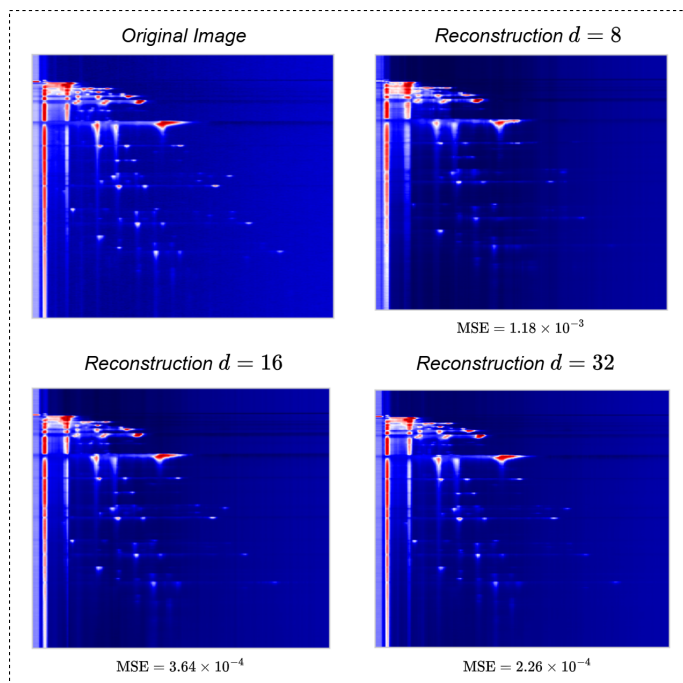 Original Image
Reconstruction d = 8
MSE = 1.18 × 10⁻³
Reconstruction d = 16
Reconstruction d = 32
MSE = 3.64 × 10⁻⁴
MSE = 2.26 × 10⁻⁴